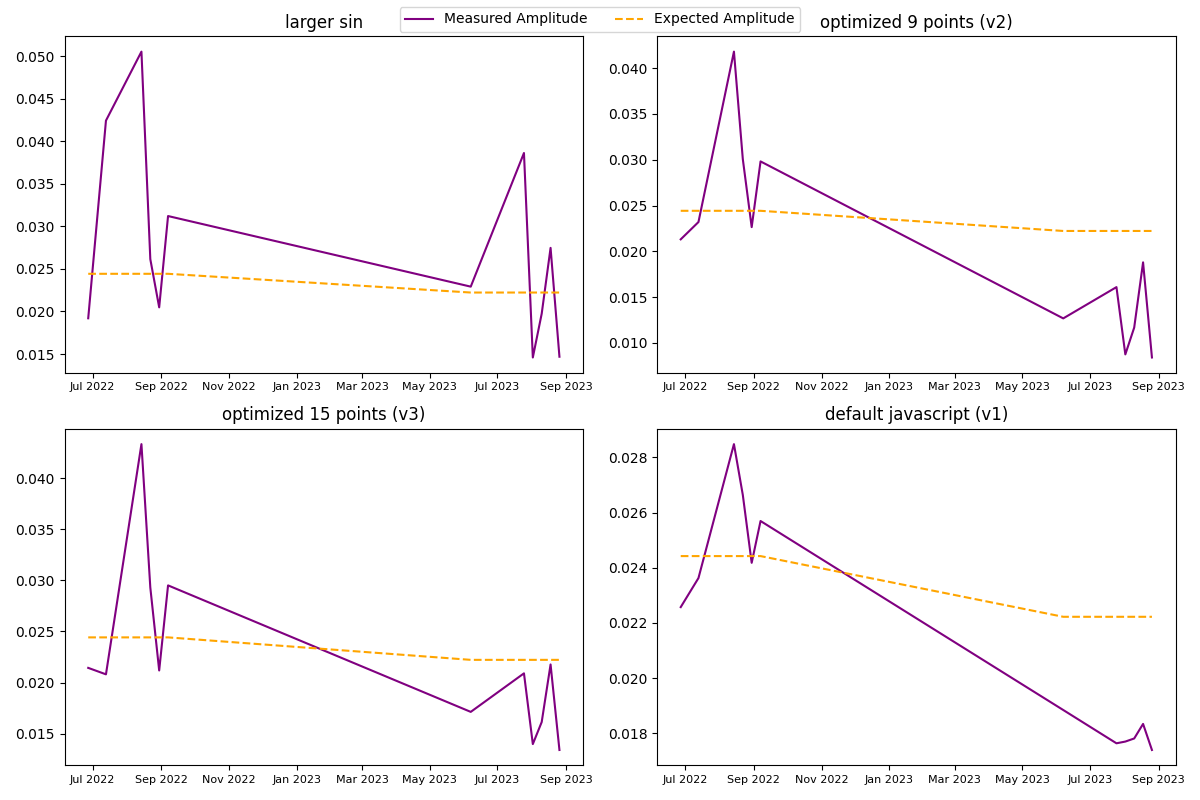 larger sin
Measured Amplitude
Expected Amplitude
optimized 9 points (v2)
0.050
0.045
0.040
0.035
0.030
0.025
0.020
0.015
Jul 2022 Sep 2022 Nov 2022 Jan 2023 Mar 2023 May 2023 Jul 2023 Sep 2023
0.040
0.035
0.030
0.025
0.020
0.015
0.010
Jul 2022 Sep 2022 Nov 2022 Jan 2023 Mar 2023 May 2023 Jul 2023 Sep 2023
optimized 15 points (v3)
0.040
0.035
0.030
0.025
0.020
0.015
Jul 2022 Sep 2022 Nov 2022 Jan 2023 Mar 2023 May 2023 Jul 2023 Sep 2023
default javascript (v1)
0.028
0.026
0.024
0.022
0.020
0.018
Jul 2022 Sep 2022 Nov 2022 Jan 2023 Mar 2023 May 2023 Jul 2023 Sep 2023